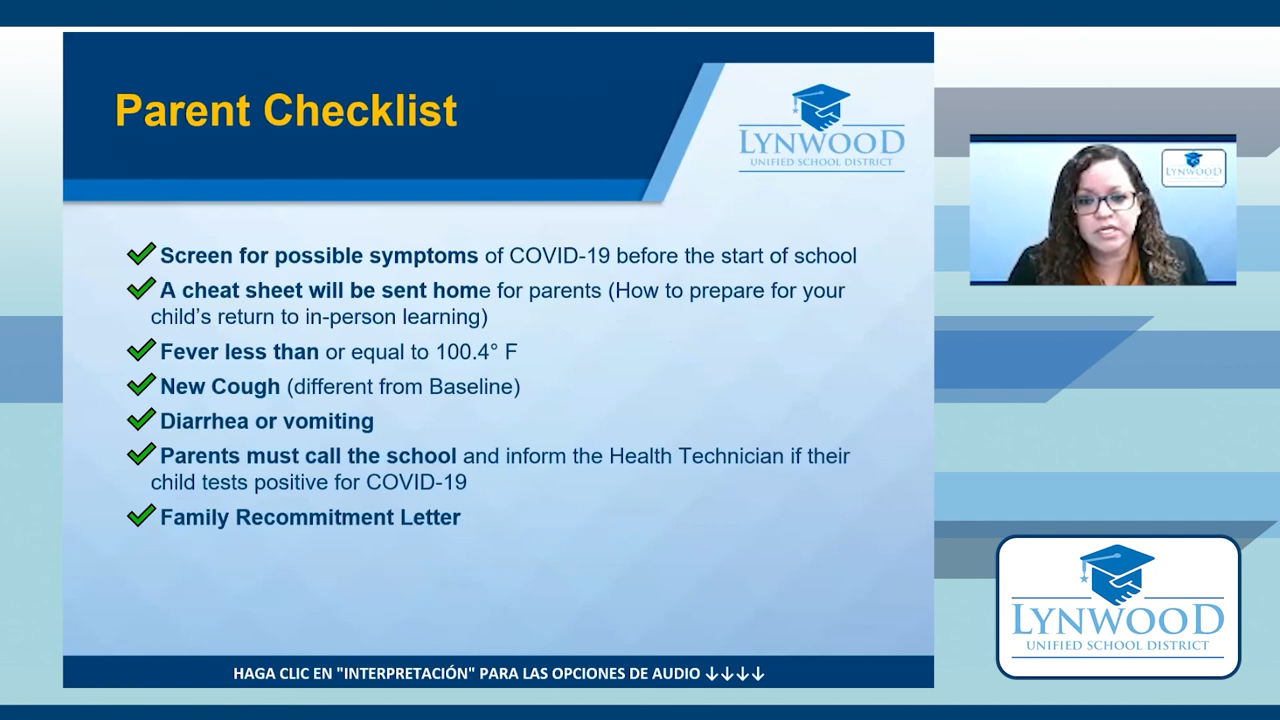 Parent Checklist
LYNWOOD
UNIFIED SCHOOL DISTRICT
LYNWOOD
Screen for possible symptoms of COVID-19 before the start of school
A cheat sheet will be sent home for parents (How to prepare for your
child's return to in-person learning)
Fever less than or equal to 100.4° F
New Cough (different from Baseline)
Diarrhea or vomiting
Parents must call the school and inform the Health Technician if their
child tests positive for COVID-19
Family Recommitment Letter
LYNWOOD
UNIFIED SCHOOL DISTRICT
HAGA CLIC EN "INTERPRETACIÓN" PARA LAS OPCIONES DE AUDIO ↓↓↓↓